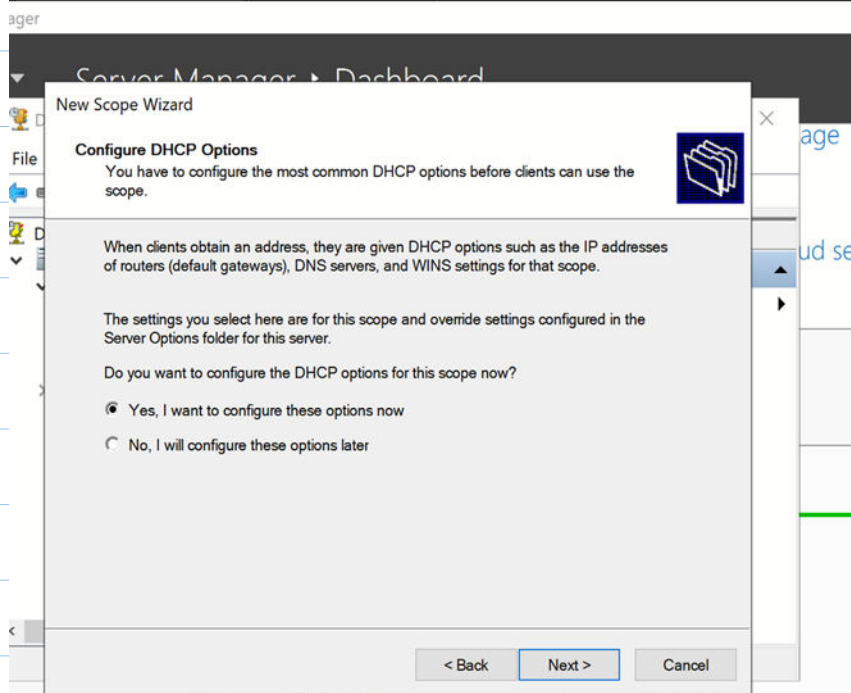 ager
Server Manager ▸ Dashboard
New Scope Wizard
Configure DHCP Options
You have to configure the most common DHCP options before clients can use the
scope.
age
File
D
When clients obtain an address, they are given DHCP options such as the IP addresses
of routers (default gateways), DNS servers, and WINS settings for that scope.
ud se
The settings you select here are for this scope and override settings configured in the
Server Options folder for this server.
Do you want to configure the DHCP options for this scope now?
Yes, I want to configure these options now
No, I will configure these options later
< Back
Next >
Cancel